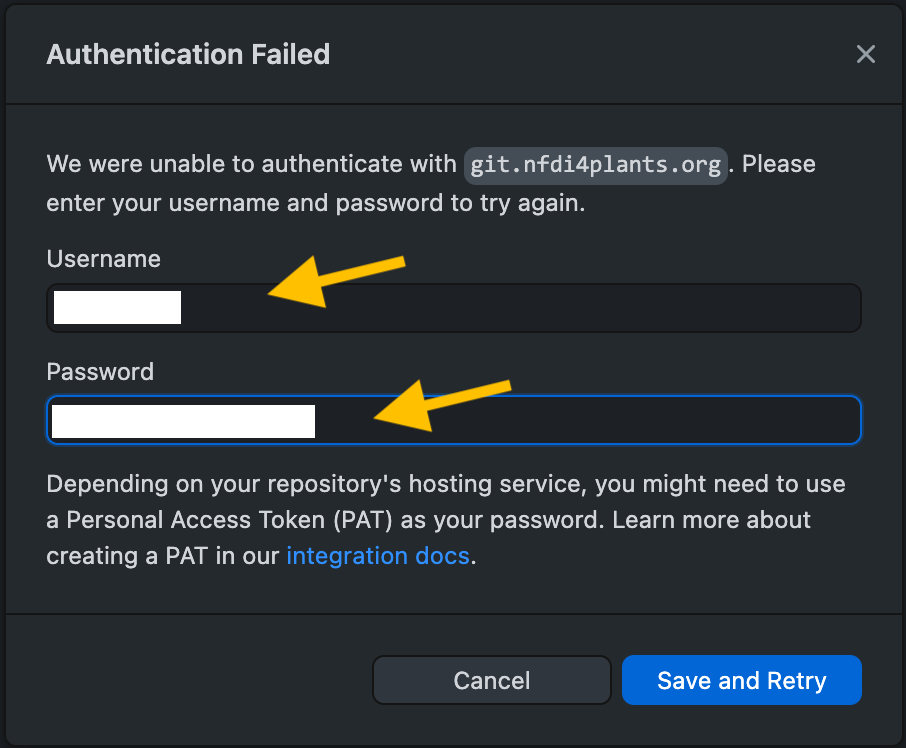 Authentication Failed
We were unable to authenticate with git.nfdi4plants.org. Please
enter your username and password to try again.
Username
Password
Depending on your repository's hosting service, you might need to use
a Personal Access Token (PAT) as your password. Learn more about
creating a PAT in our integration docs.
Cancel
Save and Retry